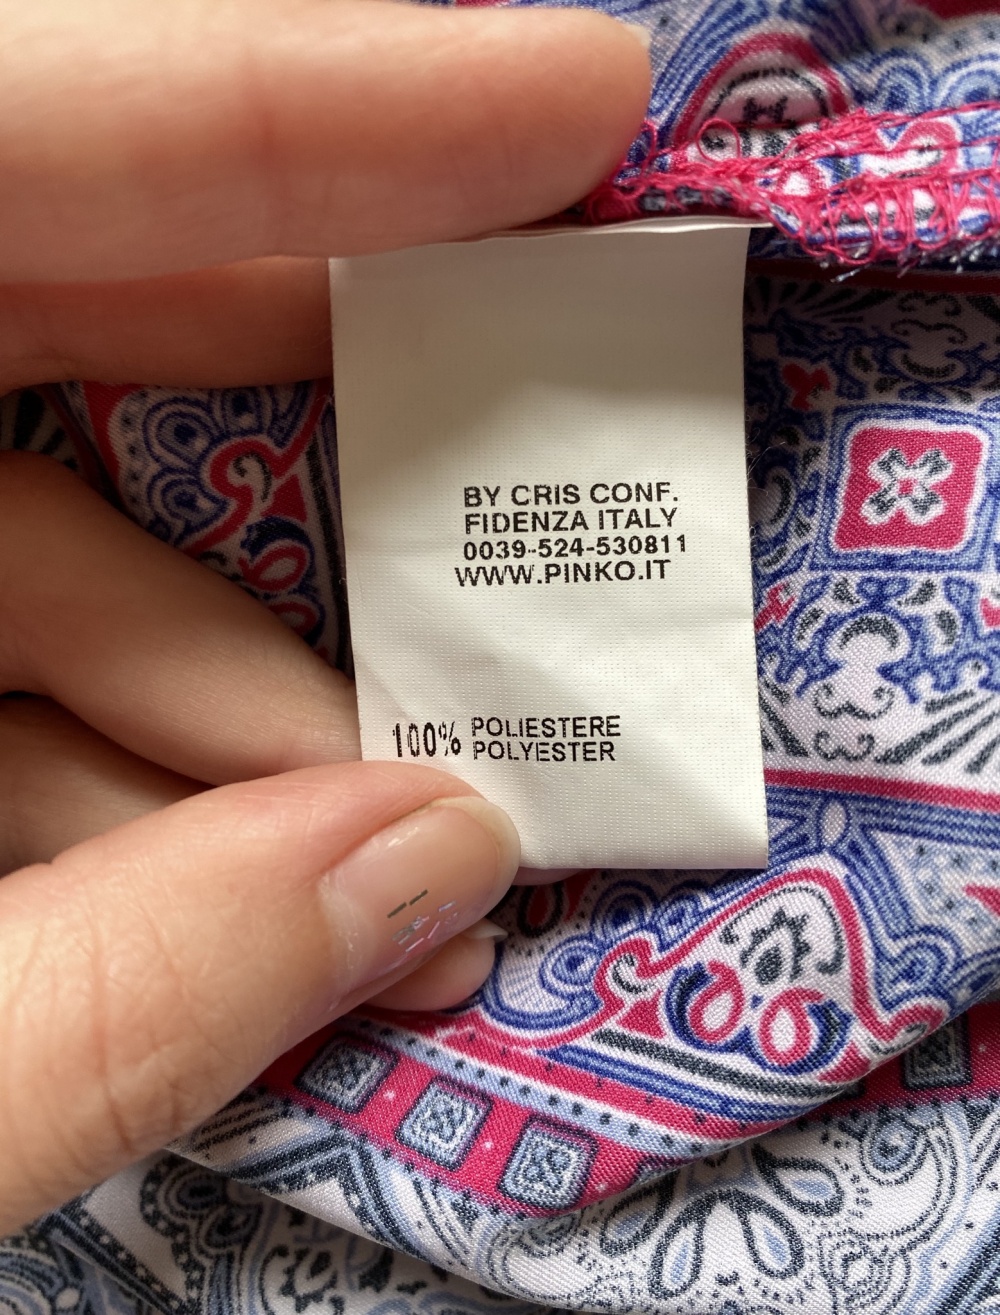 BY CRIS CONF.
FIDENZA ITALY
0039-524-530811
WWW.PINKO.IT
100% POLIESTERE
POLYESTER